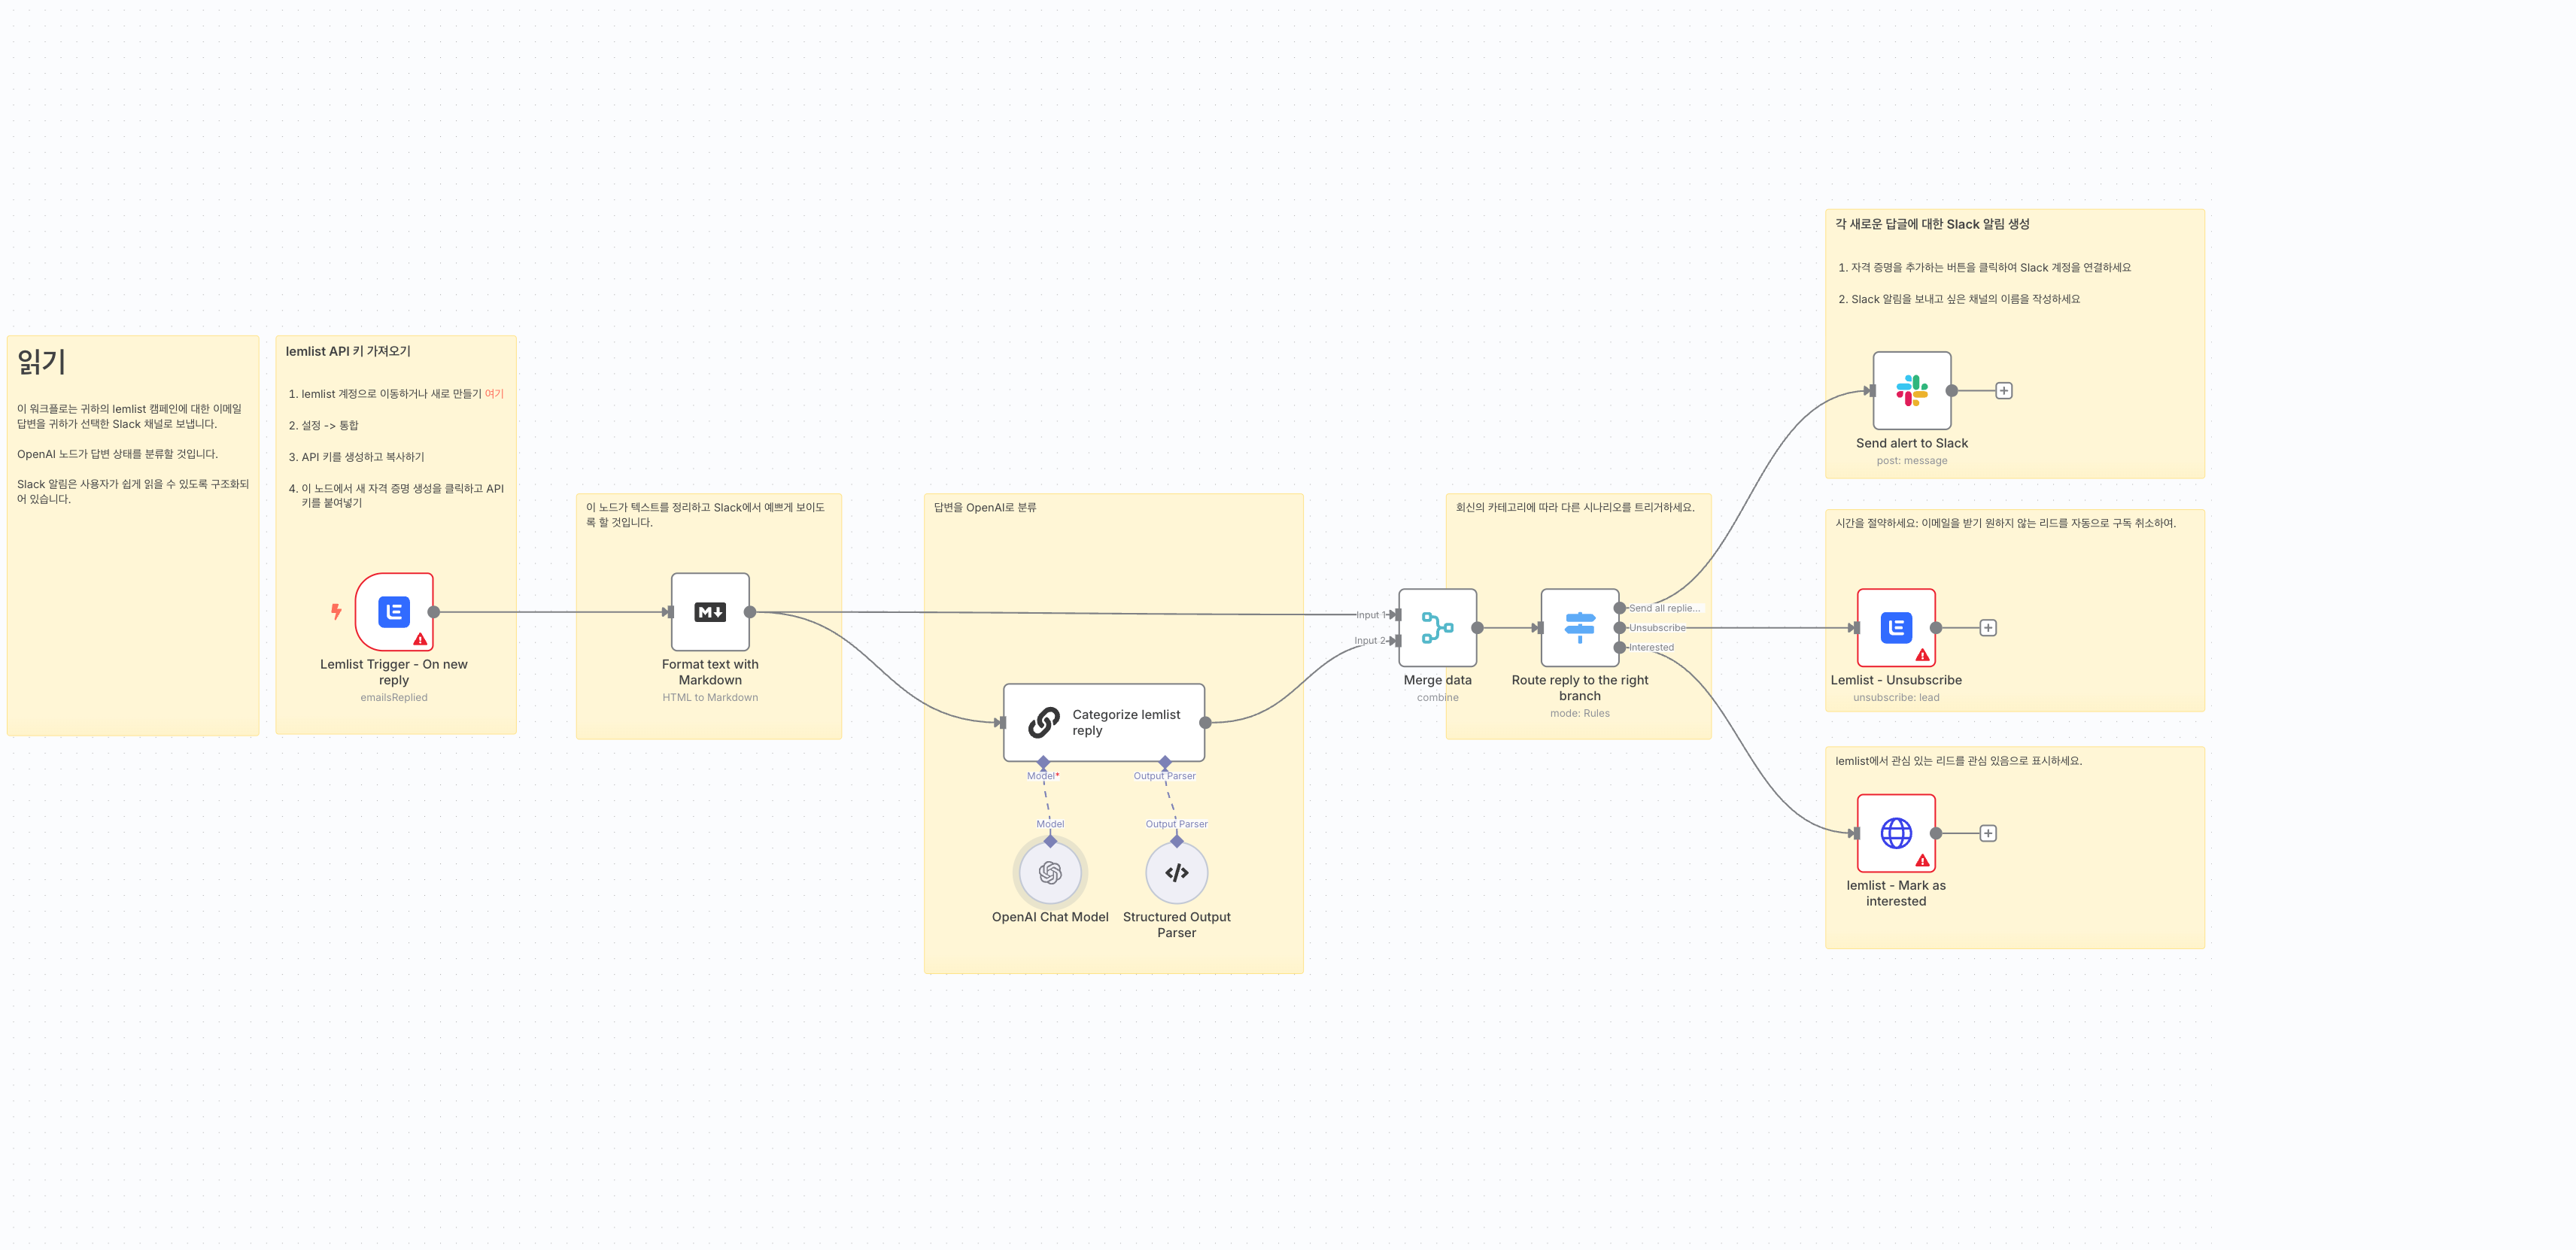 읽기
이 워크플로는 귀하의 lemlist 캠페인에 대한 이메일
답변을 귀하가 선택한 Slack 채널로 보냅니다.
OpenAI 노드가 답변 상태를 분류할 것입니다.
Slack 알림은 사용자가 쉽게 읽을 수 있도록 구조화되
어 있습니다.
lemlist API 키 가져오기
1. lemlist 계정으로 이동하거나 새로 만들기 여기
2. 설정 -> 통합
3. API 키를 생성하고 복사하기
4. 이 노드에서 새 자격 증명 생성을 클릭하고 API
키를 붙여넣기
Lemlist Trigger - On new
reply
emailsReplied
이 노드가 텍스트를 정리하고 Slack에서 예쁘게 보이도
록 할 것입니다.
Format text with
Markdown
HTML to Markdown
답변을 OpenAI로 분류
Categorize lemlist
reply
Model*
Output Parser
Model
Output Parser
OpenAI Chat Model
Structured Output
Parser
Input 1
Input 2
Merge data
combine
회신의 카테고리에 따라 다른 시나리오를 트리거하세요.
Route reply to the right
branch
mode: Rules
Send all replie...
Unsubscribe
Interested
각 새로운 답글에 대한 Slack 알림 생성
1. 자격 증명을 추가하는 버튼을 클릭하여 Slack 계정을 연결하세요
2. Slack 알림을 보내고 싶은 채널의 이름을 작성하세요
Send alert to Slack
post: message
시간을 절약하세요: 이메일을 받기 원하지 않는 리드를 자동으로 구독 취소하여.
Lemlist - Unsubscribe
unsubscribe: lead
lemlist에서 관심 있는 리드를 관심 있음으로 표시하세요.
lemlist - Mark as
interested